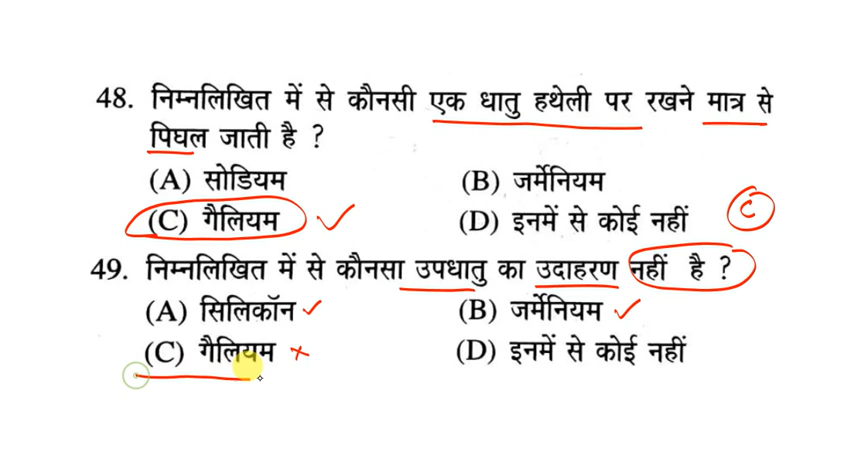 48. निम्नलिखित में से कौनसी एक धातु हथेली पर रखने मात्र से
पिघल जाती है ?
(A) सोडियम (B) जर्मेनियम
(C) गैलियम (D) इनमें से कोई नहीं
C
49. निम्नलिखित में से कौनसा उपधातु का उदाहरण नहीं है ?
(A) सिलिकॉन (B) जर्मेनियम
(C) गैलियम (D) इनमें से कोई नहीं